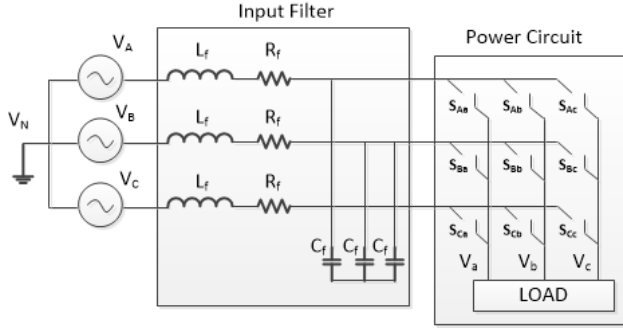 Input Filter
Power Circuit
V_A
L_f
R_f
S_Aa
S_Ab
S_Ac
V_N
V_B
L_f
R_f
S_Ba
S_Bb
S_Bc
V_C
L_f
R_f
S_Ca
S_Cb
S_Cc
C_f
C_f
C_f
V_a
V_b
V_c
LOAD